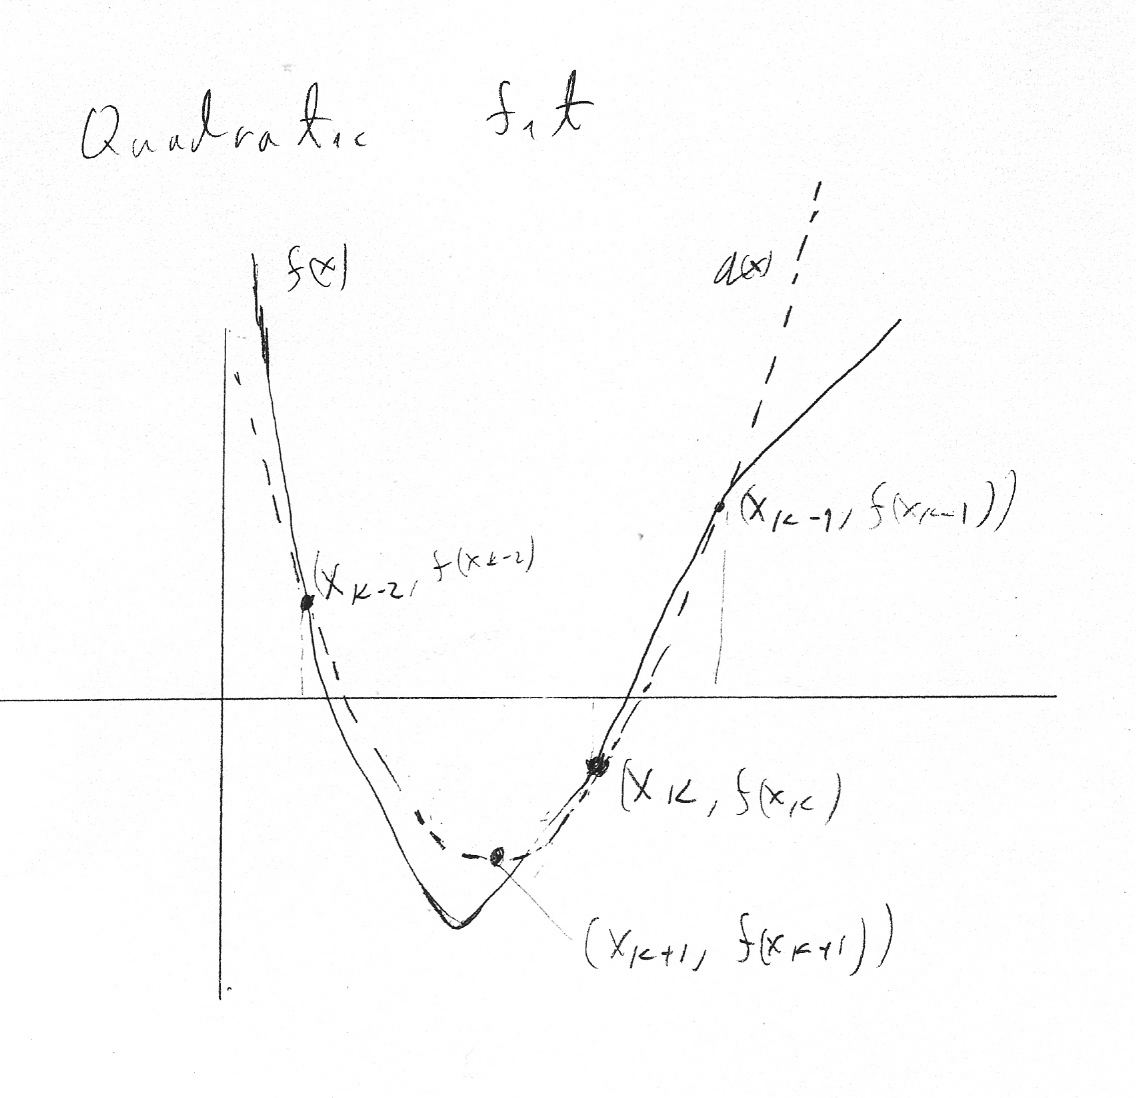 Quadratic fit
f(x)
q(x)
(x_{k-1}, f(x_{k-1}))
(x_{k-2}, f(x_{k-2})
(x_k, f(x_k)
(x_{k+1}, f(x_{k+1}))